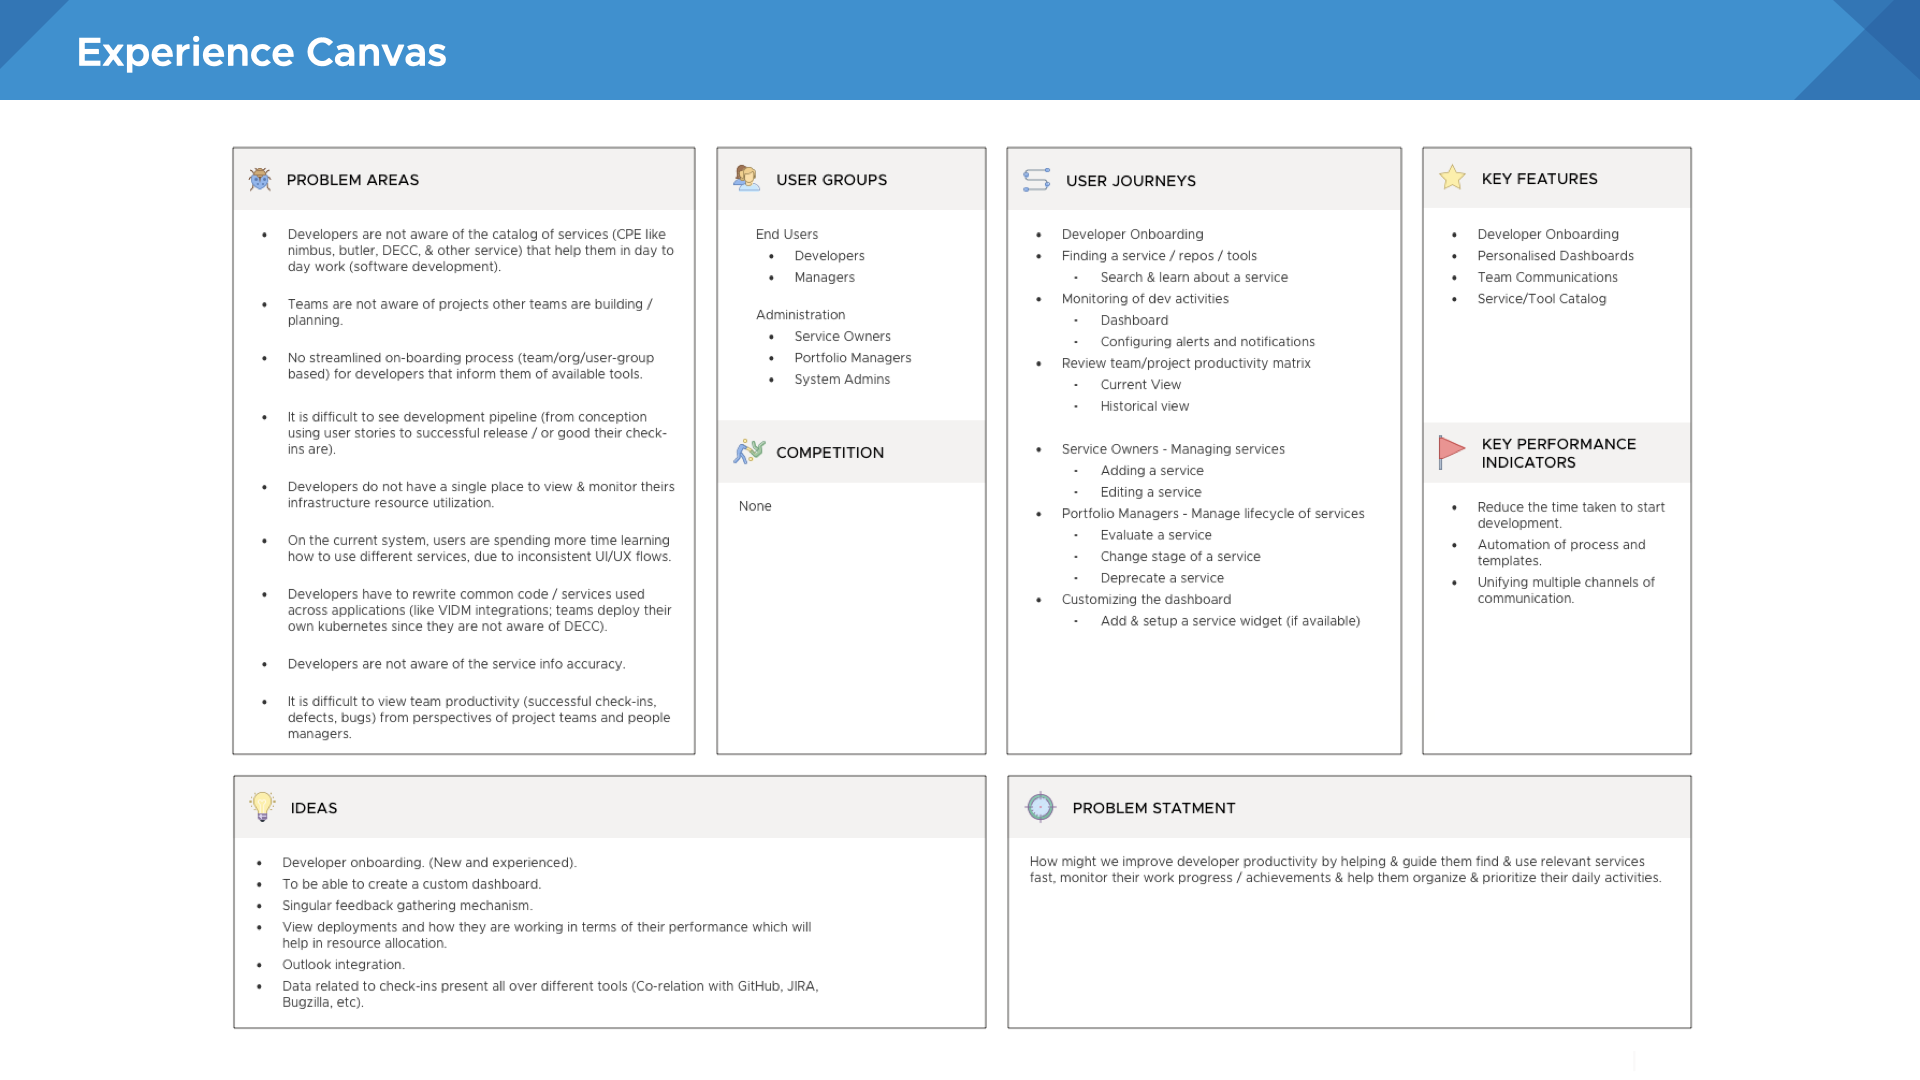 Experience Canvas
PROBLEM AREAS
• Developers are not aware of the catalog of services (CPE like
nimbus, butler, DECC, & other service) that help them in day to
day work (software development).
• Teams are not aware of projects other teams are building /
planning.
• No streamlined on-boarding process (team/org/user-group
based) for developers that inform them of available tools.
• It is difficult to see development pipeline (from conception
using user stories to successful release / or good their check-
ins are).
• Developers do not have a single place to view & monitor theirs
infrastructure resource utilization.
• On the current system, users are spending more time learning
how to use different services, due to inconsistent UI/UX flows.
• Developers have to rewrite common code / services used
across applications (like VIDM integrations; teams deploy their
own kubernetes since they are not aware of DECC).
• Developers are not aware of the service info accuracy.
• It is difficult to view team productivity (successful check-ins,
defects, bugs) from perspectives of project teams and people
managers.
USER GROUPS
End Users
• Developers
• Managers
Administration
• Service Owners
• Portfolio Managers
• System Admins
COMPETITION
None
USER JOURNEYS
• Developer Onboarding
• Finding a service / repos / tools
- Search & learn about a service
• Monitoring of dev activities
- Dashboard
- Configuring alerts and notifications
• Review team/project productivity matrix
- Current View
- Historical view
• Service Owners - Managing services
- Adding a service
- Editing a service
• Portfolio Managers - Manage lifecycle of services
- Evaluate a service
- Change stage of a service
- Deprecate a service
• Customizing the dashboard
- Add & setup a service widget (if available)
KEY FEATURES
• Developer Onboarding
• Personalised Dashboards
• Team Communications
• Service/Tool Catalog
KEY PERFORMANCE
INDICATORS
• Reduce the time taken to start
development.
• Automation of process and
templates.
• Unifying multiple channels of
communication.
IDEAS
• Developer onboarding. (New and experienced).
• To be able to create a custom dashboard.
• Singular feedback gathering mechanism.
• View deployments and how they are working in terms of their performance which will
help in resource allocation.
• Outlook integration.
• Data related to check-ins present all over different tools (Co-relation with GitHub, JIRA,
Bugzilla, etc).
PROBLEM STATMENT
How might we improve developer productivity by helping & guide them find & use relevant services
fast, monitor their work progress / achievements & help them organize & prioritize their daily activities.